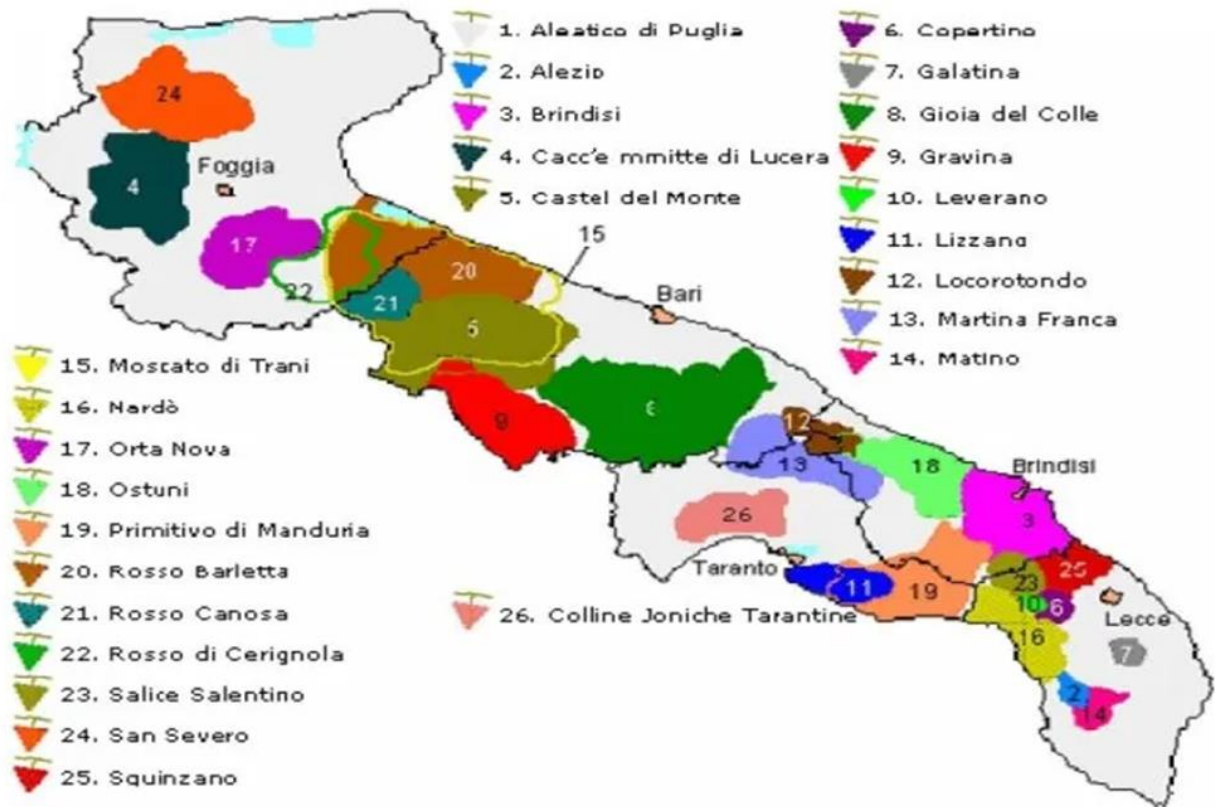 1. Aleatico di Puglia
2. Alezio
3. Brindisi
4. Cacc'e mmitte di Lucera
5. Castel del Monte
6. Copertino
7. Galatina
8. Gioia del Colle
9. Gravina
10. Leverano
11. Lizzano
12. Locorotondo
13. Martina Franca
14. Matino
15. Moscato di Trani
16. Nardò
17. Orta Nova
18. Ostuni
19. Primitivo di Manduria
20. Rosso Barletta
21. Rosso Canosa
22. Rosso di Cerignola
23. Salice Salentino
24. San Severo
25. Squinzano
26. Colline Joniche Tarantine
24
4
Foggia
17
22
15
20
21
5
Bari
8
9
12
13
18
Brindisi
3
26
Taranto
11
19
23
25
10
6
Lecce
16
7
2
14